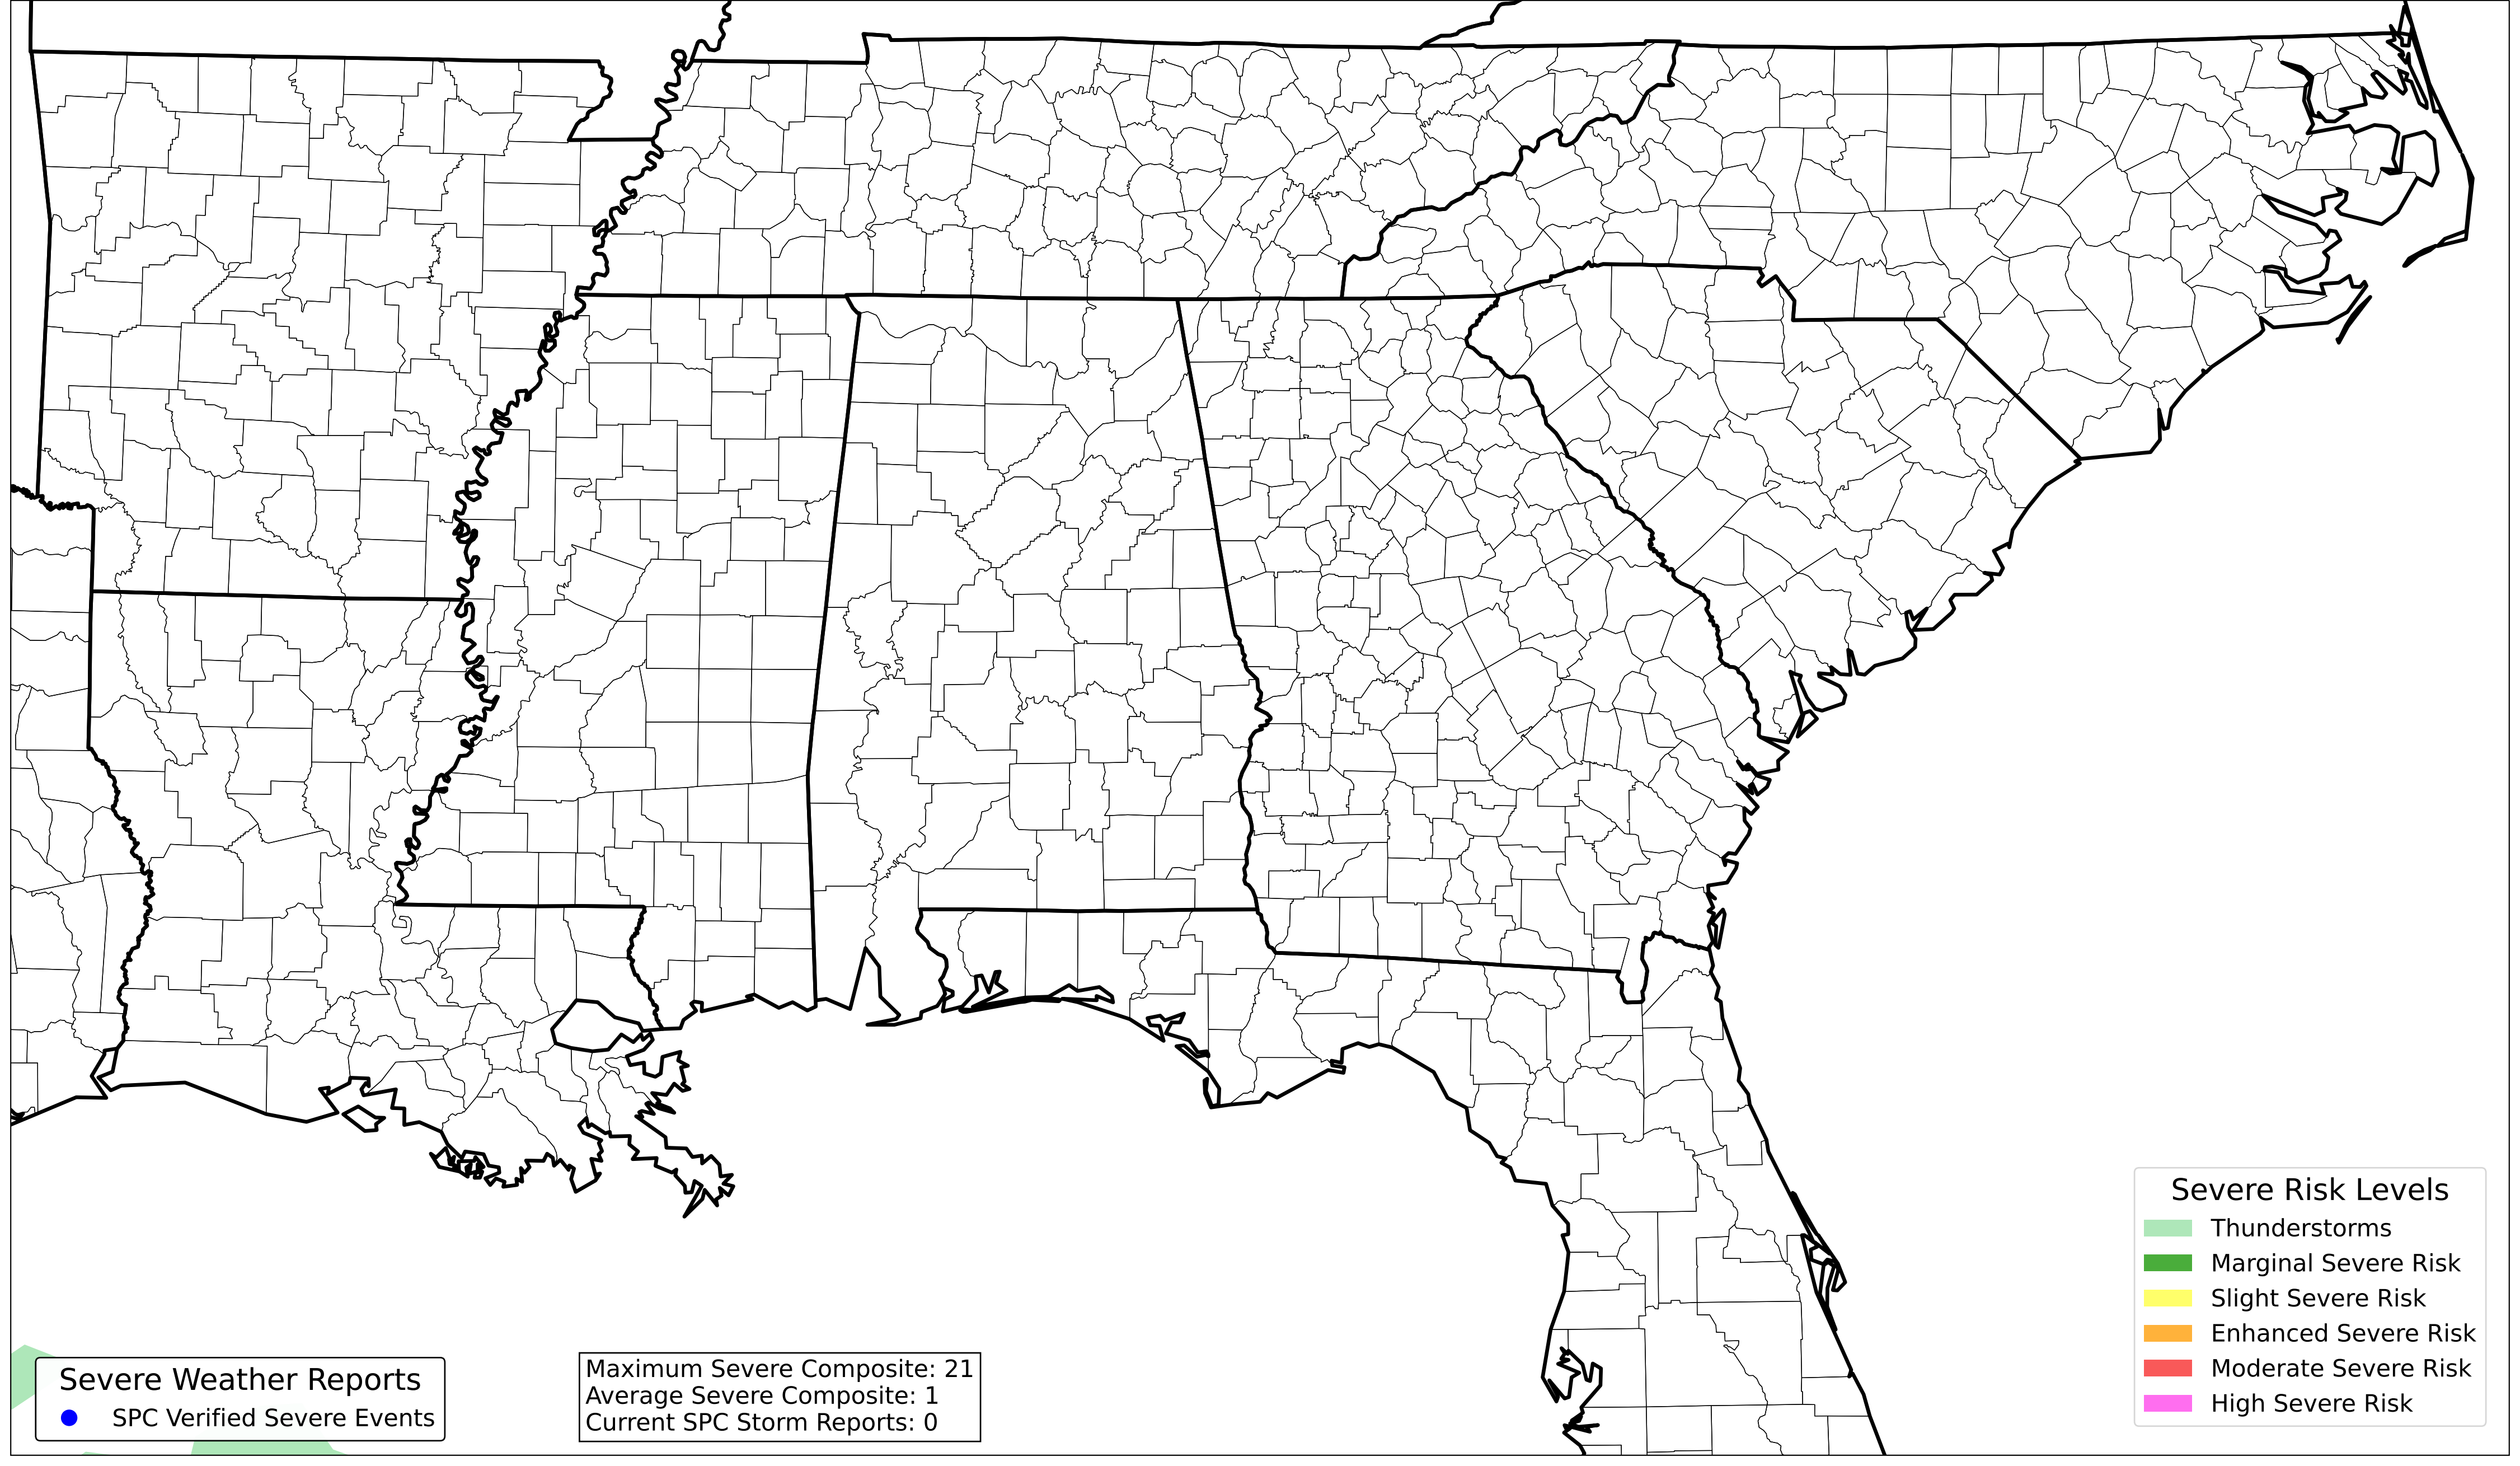 Severe Risk Levels
Thunderstorms
Marginal Severe Risk
Slight Severe Risk
Enhanced Severe Risk
Moderate Severe Risk
High Severe Risk
Severe Weather Reports
SPC Verified Severe Events
Maximum Severe Composite: 21
Average Severe Composite: 1
Current SPC Storm Reports: 0